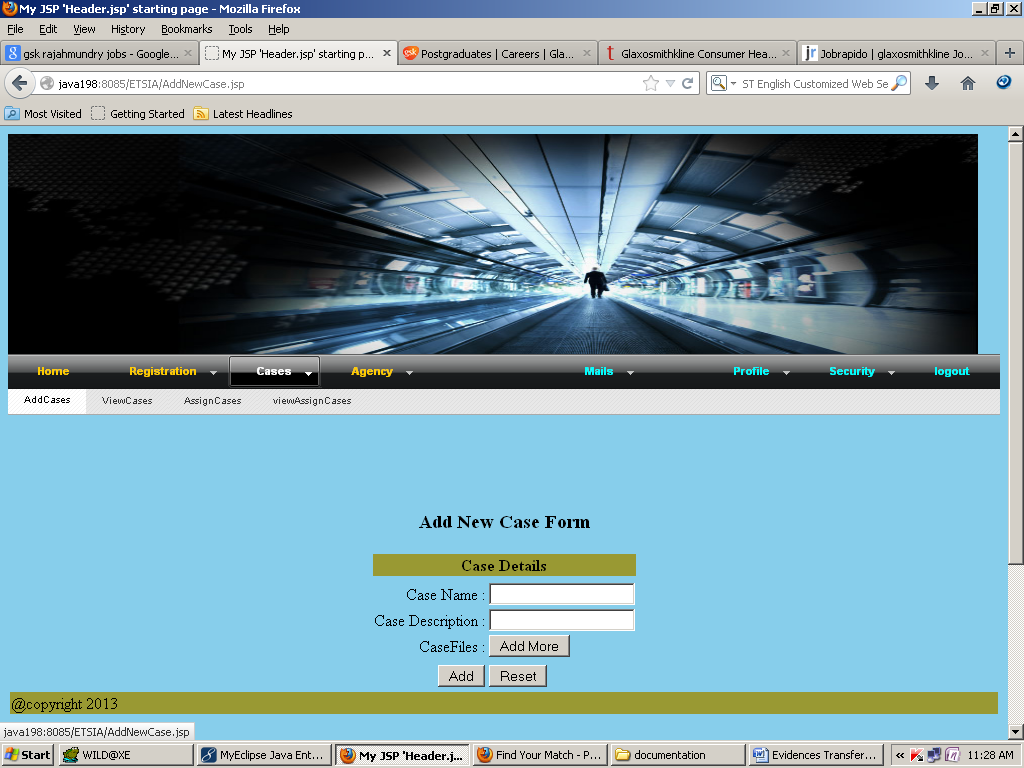 My JSP 'Header.jsp' starting page - Mozilla Firefox
File Edit View History Bookmarks Tools Help
gsk rajahmundry jobs - Google... My JSP 'Header.jsp' starting p... Postgraduates | Careers | Gla... Glaxosmithkline Consumer Hea... Jobrapido | glaxosmithkline Jo...
java198:8085/ETSIA/AddNewCase.jsp ST English Customized Web Se
Most Visited Getting Started Latest Headlines
Home Registration Cases Agency Mails Profile Security logout
AddCases ViewCases AssignCases viewAssignCases
Add New Case Form
Case Details
Case Name :
Case Description :
CaseFiles : Add More
Add Reset
@copyright 2013
java198:8085/ETSIA/AddNewCase.jsp
Start WILD@XE MyEclipse Java Ent... My JSP 'Header.j... Find Your Match - P... documentation Evidences Transfer... 11:28 AM